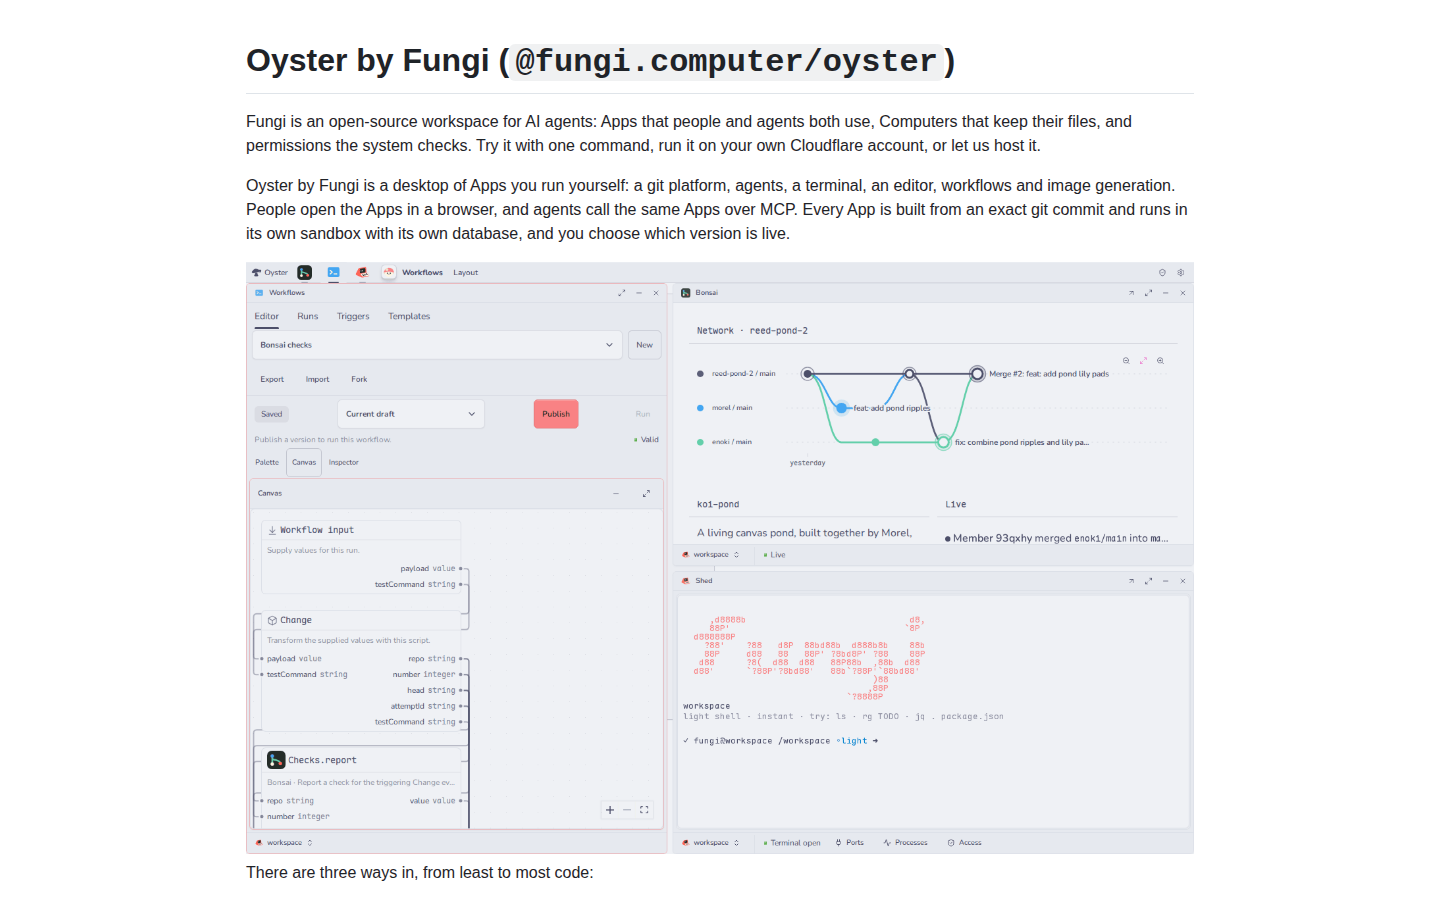 Oyster by Fungi (@fungi.computer/oyster)
Fungi is an open-source workspace for AI agents: Apps that people and agents both use, Computers that keep their files, and
permissions the system checks. Try it with one command, run it on your own Cloudflare account, or let us host it.
Oyster by Fungi is a desktop of Apps you run yourself: a git platform, agents, a terminal, an editor, workflows and image generation.
People open the Apps in a browser, and agents call the same Apps over MCP. Every App is built from an exact git commit and runs in
its own sandbox with its own database, and you choose which version is live.
Oyster Workflows Layout
Workflows
Editor Runs Triggers Templates
Bonsai checks New
Export Import Fork
Saved Current draft Publish Run
Publish a version to run this workflow. Valid
Palette Canvas Inspector
Canvas
Workflow input
Supply values for this run.
payload value
testCommand string
Change
Transform the supplied values with this script.
payload value repo string
testCommand string number integer
head string
attemptId string
testCommand string
Checks.report
Bonsai · Report a check for the triggering Change ev...
repo string value value
number integer
workspace
Bonsai
Network · reed-pond-2
reed-pond-2 / main Merge #2: feat: add pond lily pads
morel / main feat: add pond ripples
enoki / main fix: combine pond ripples and lily pa...
yesterday
koi-pond Live
A living canvas pond, built together by Morel, Member 93qxhy merged enoki/main into ma...
workspace Live
Shed
workspace
light shell · instant · try: ls · rg TODO · jq . package.json
✓ fungi@workspace /workspace ∘light ➜
workspace Terminal open Ports Processes Access
There are three ways in, from least to most code: